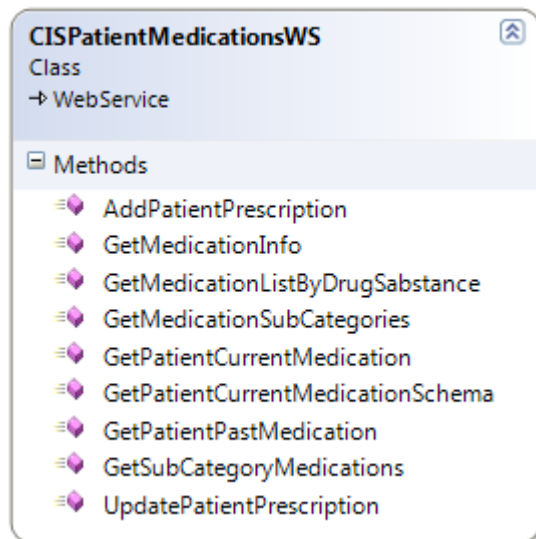 CISPatientMedicationsWS
Class
WebService
Methods
AddPatientPrescription
GetMedicationInfo
GetMedicationListByDrugSabstance
GetMedicationSubCategories
GetPatientCurrentMedication
GetPatientCurrentMedicationSchema
GetPatientPastMedication
GetSubCategoryMedications
UpdatePatientPrescription